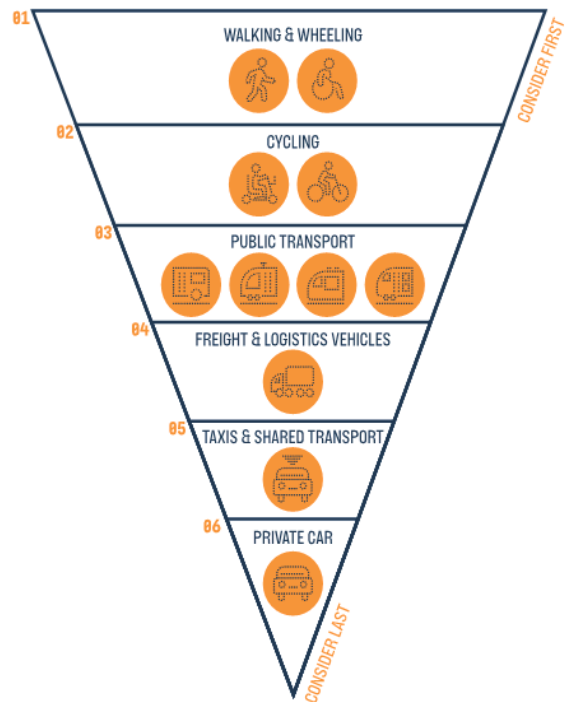 01
WALKING & WHEELING
CONSIDER FIRST
02
CYCLING
03
PUBLIC TRANSPORT
04
FREIGHT & LOGISTICS VEHICLES
05
TAXIS & SHARED TRANSPORT
06
PRIVATE CAR
CONSIDER LAST